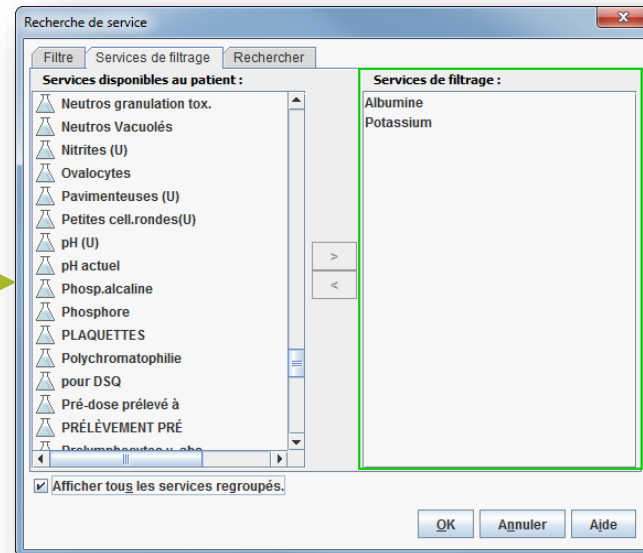 Recherche de service
Filtre Services de filtrage Rechercher
Services disponibles au patient :
Neutros granulation tox.
Neutros Vacuolés
Nitrites (U)
Ovalocytes
Pavimenteuses (U)
Petites cell.rondes(U)
pH (U)
pH actuel
Phosp.alcaline
Phosphore
PLAQUETTES
Polychromatophilie
pour DSQ
Pré-dose prélevé à
PRÉLÈVEMENT PRÉ
>
<
Services de filtrage :
Albumine
Potassium
Afficher tous les services regroupés.
OK Annuler Aide